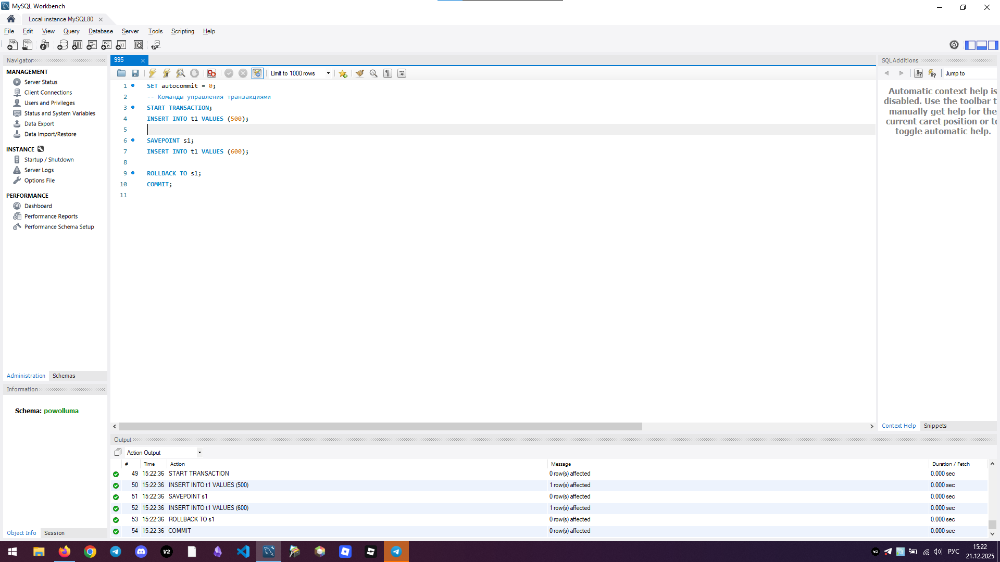 MySQL Workbench
Local instance MySQL80
File Edit View Query Database Server Tools Scripting Help
Navigator
MANAGEMENT
Server Status
Client Connections
Users and Privileges
Status and System Variables
Data Export
Data Import/Restore
INSTANCE
Startup / Shutdown
Server Logs
Options File
PERFORMANCE
Dashboard
Performance Reports
Performance Schema Setup
Administration Schemas
Information
Schema: powolluma
Object Info Session
995
Limit to 1000 rows
1 SET autocommit = 0;
2 -- Команды управления транзакциями
3 START TRANSACTION;
4 INSERT INTO t1 VALUES (500);
5
6 SAVEPOINT s1;
7 INSERT INTO t1 VALUES (600);
8
9 ROLLBACK TO s1;
10 COMMIT;
11
SQLAdditions
Jump to
Automatic context help is
disabled. Use the toolbar t
manually get help for the
current caret position or to
toggle automatic help.
Context Help Snippets
Output
Action Output
# Time Action Message Duration / Fetch
49 15:22:36 START TRANSACTION 0 row(s) affected 0.000 sec
50 15:22:36 INSERT INTO t1 VALUES (500) 1 row(s) affected 0.000 sec
51 15:22:36 SAVEPOINT s1 0 row(s) affected 0.000 sec
52 15:22:36 INSERT INTO t1 VALUES (600) 1 row(s) affected 0.000 sec
53 15:22:36 ROLLBACK TO s1 0 row(s) affected 0.000 sec
54 15:22:36 COMMIT 0 row(s) affected 0.000 sec
РУС
15:22
21.12.2025